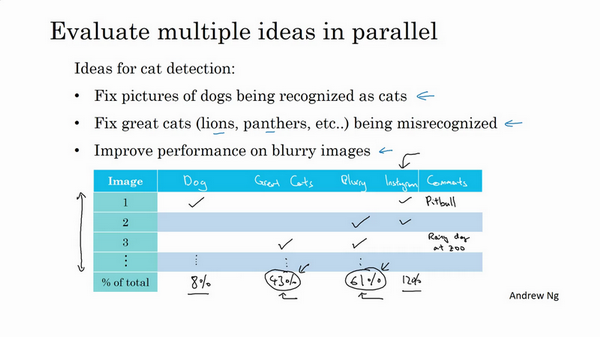 Evaluate multiple ideas in parallel
Ideas for cat detection:
• Fix pictures of dogs being recognized as cats
• Fix great cats (lions, panthers, etc..) being misrecognized
• Improve performance on blurry images
Image Dog Great Cats Blurry Instagram Comments
1 ✓ ✓ Pitbull
2 ✓ ✓
3 ✓ ✓ Rainy day at zoo
⋮ ⋮ ⋮ ⋮
% of total 8% 43% 61% 12%
Andrew Ng